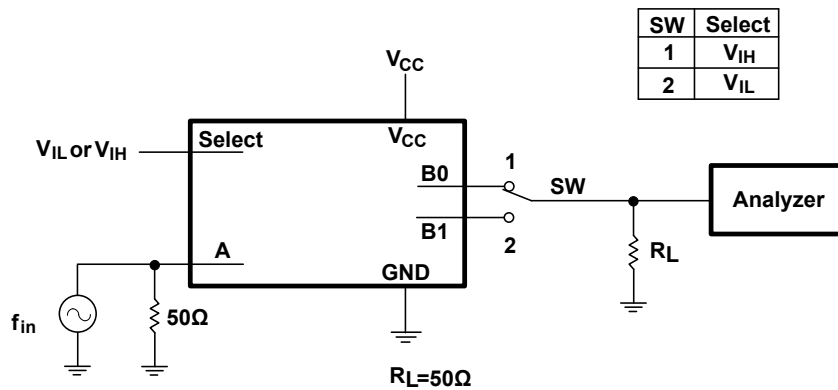 SW Select
1 VIH
2 VIL
VCC
VCC
Select
VIL or VIH
B0
1
SW
Analyzer
B1
2
A
GND
RL
fin
50Ω
RL=50Ω